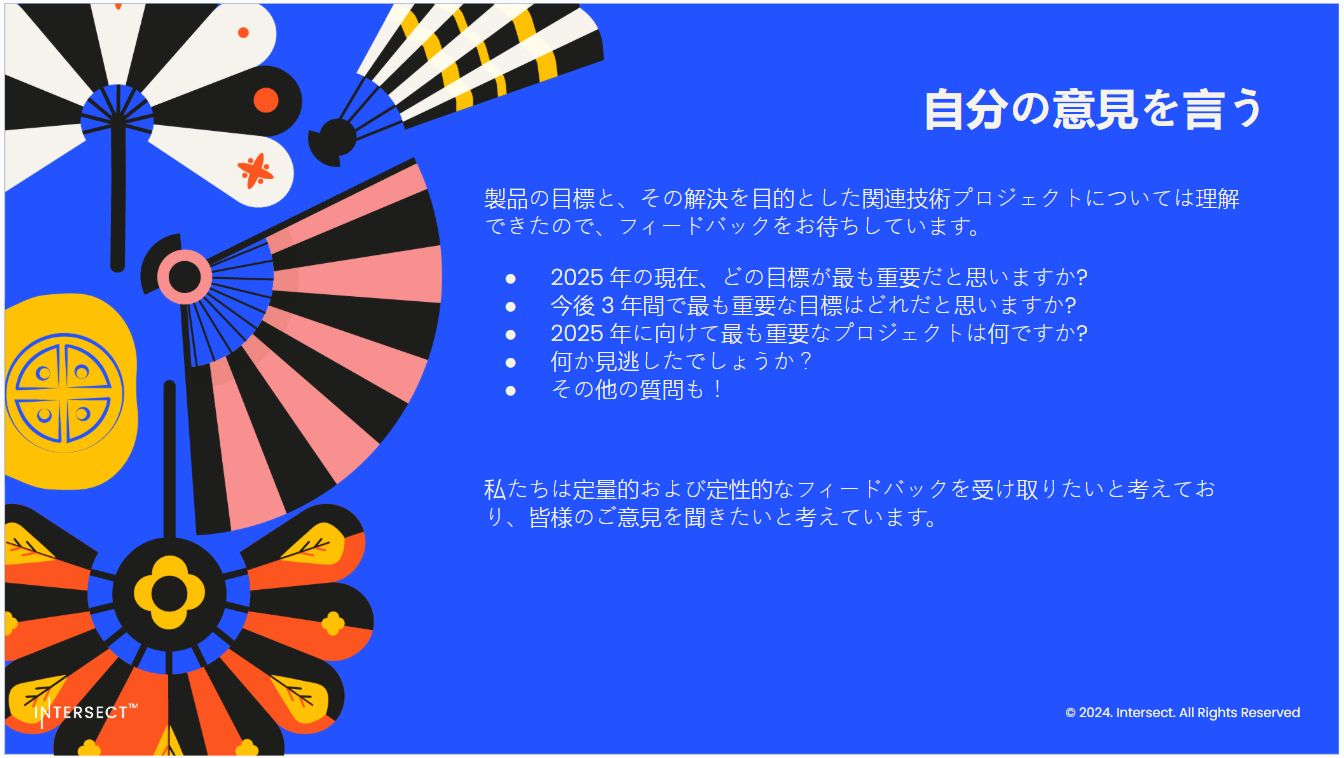 自分の意見を言う
製品の目標と、その解決を目的とした関連技術プロジェクトについては理解
できたので、フィードバックをお待ちしています。
● 2025 年の現在、どの目標が最も重要だと思いますか?
● 今後 3 年間で最も重要な目標はどれだと思いますか?
● 2025 年に向けて最も重要なプロジェクトは何ですか?
● 何か見逃したでしょうか？
● その他の質問も！
私たちは定量的および定性的なフィードバックを受け取りたいと考えてお
り、皆様のご意見を聞きたいと考えています。
INTERSECT™
© 2024. Intersect. All Rights Reserved